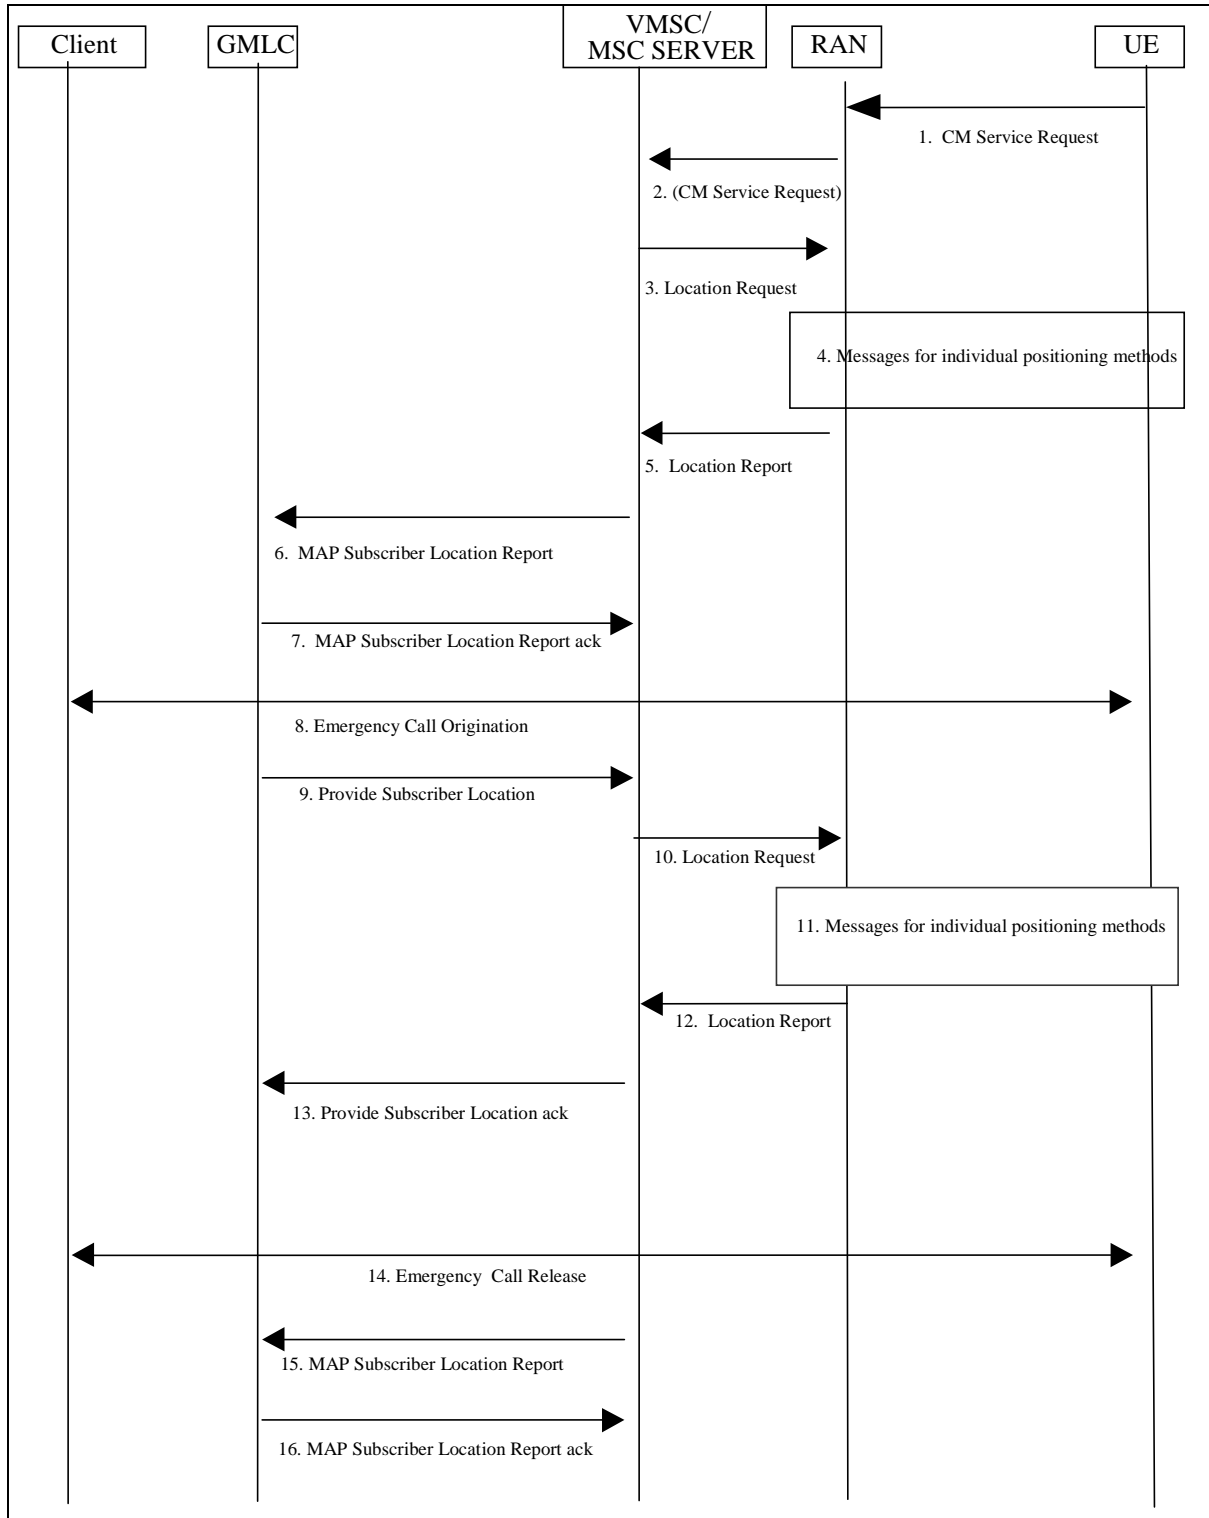 Client
GMLC
VMSC/
MSC SERVER
RAN
UE
1. CM Service Request
2. (CM Service Request)
3. Location Request
4. Messages for individual positioning methods
5. Location Report
6. MAP Subscriber Location Report
7. MAP Subscriber Location Report ack
8. Emergency Call Origination
9. Provide Subscriber Location
10. Location Request
11. Messages for individual positioning methods
12. Location Report
13. Provide Subscriber Location ack
14. Emergency Call Release
15. MAP Subscriber Location Report
16. MAP Subscriber Location Report ack